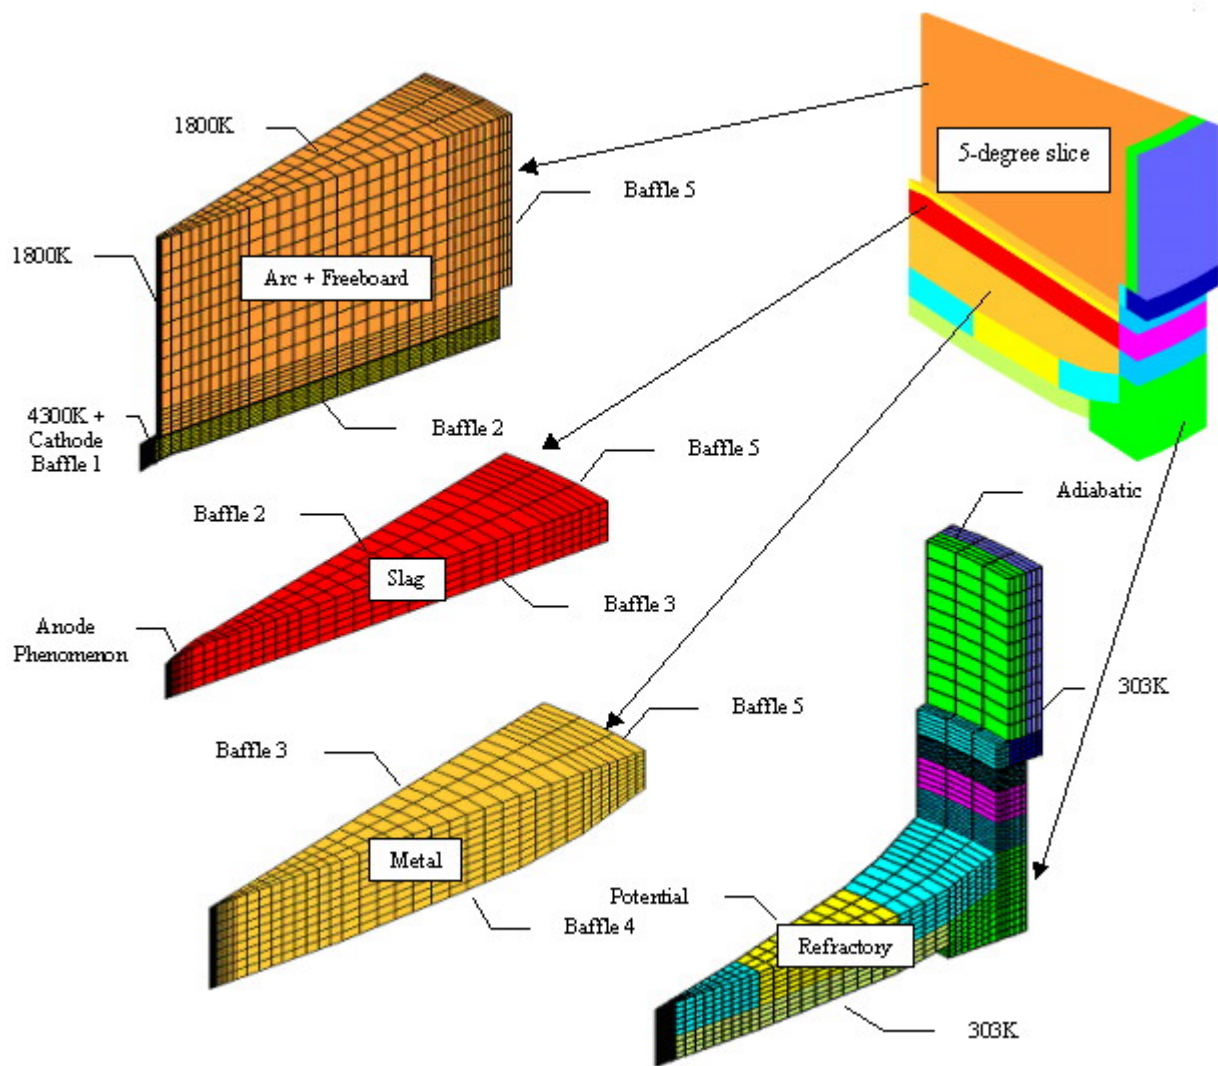 1800K
5-degree slice
Baffle 5
1800K
Arc + Freeboard
4300K +
Cathode
Baffle 1
Baffle 2
Baffle 5
Adiabatic
Baffle 2
Slag
Baffle 3
Anode
Phenomenon
303K
Baffle 5
Baffle 3
Metal
Potential
Baffle 4
Refractory
303K